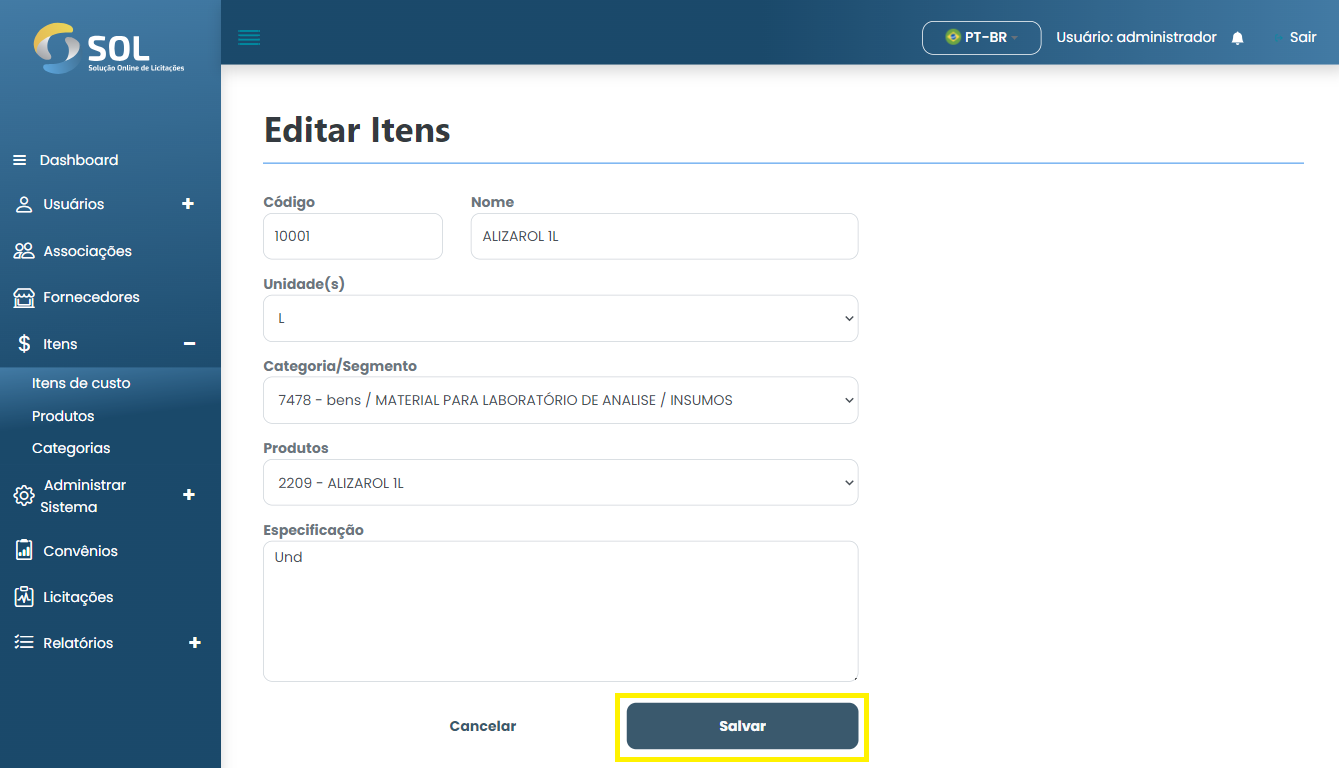 SOL
Solução Online de Licitações
PT-BR
Usuário: administrador
Sair
Dashboard
Usuários
Associações
Fornecedores
Itens
Itens de custo
Produtos
Categorias
Administrar
Sistema
Convênios
Licitações
Relatórios
Editar Itens
Código
Nome
10001
ALIZAROL 1L
Unidade(s)
L
Categoria/Segmento
7478 - bens / MATERIAL PARA LABORATÓRIO DE ANALISE / INSUMOS
Produtos
2209 - ALIZAROL 1L
Especificação
Und
Cancelar
Salvar